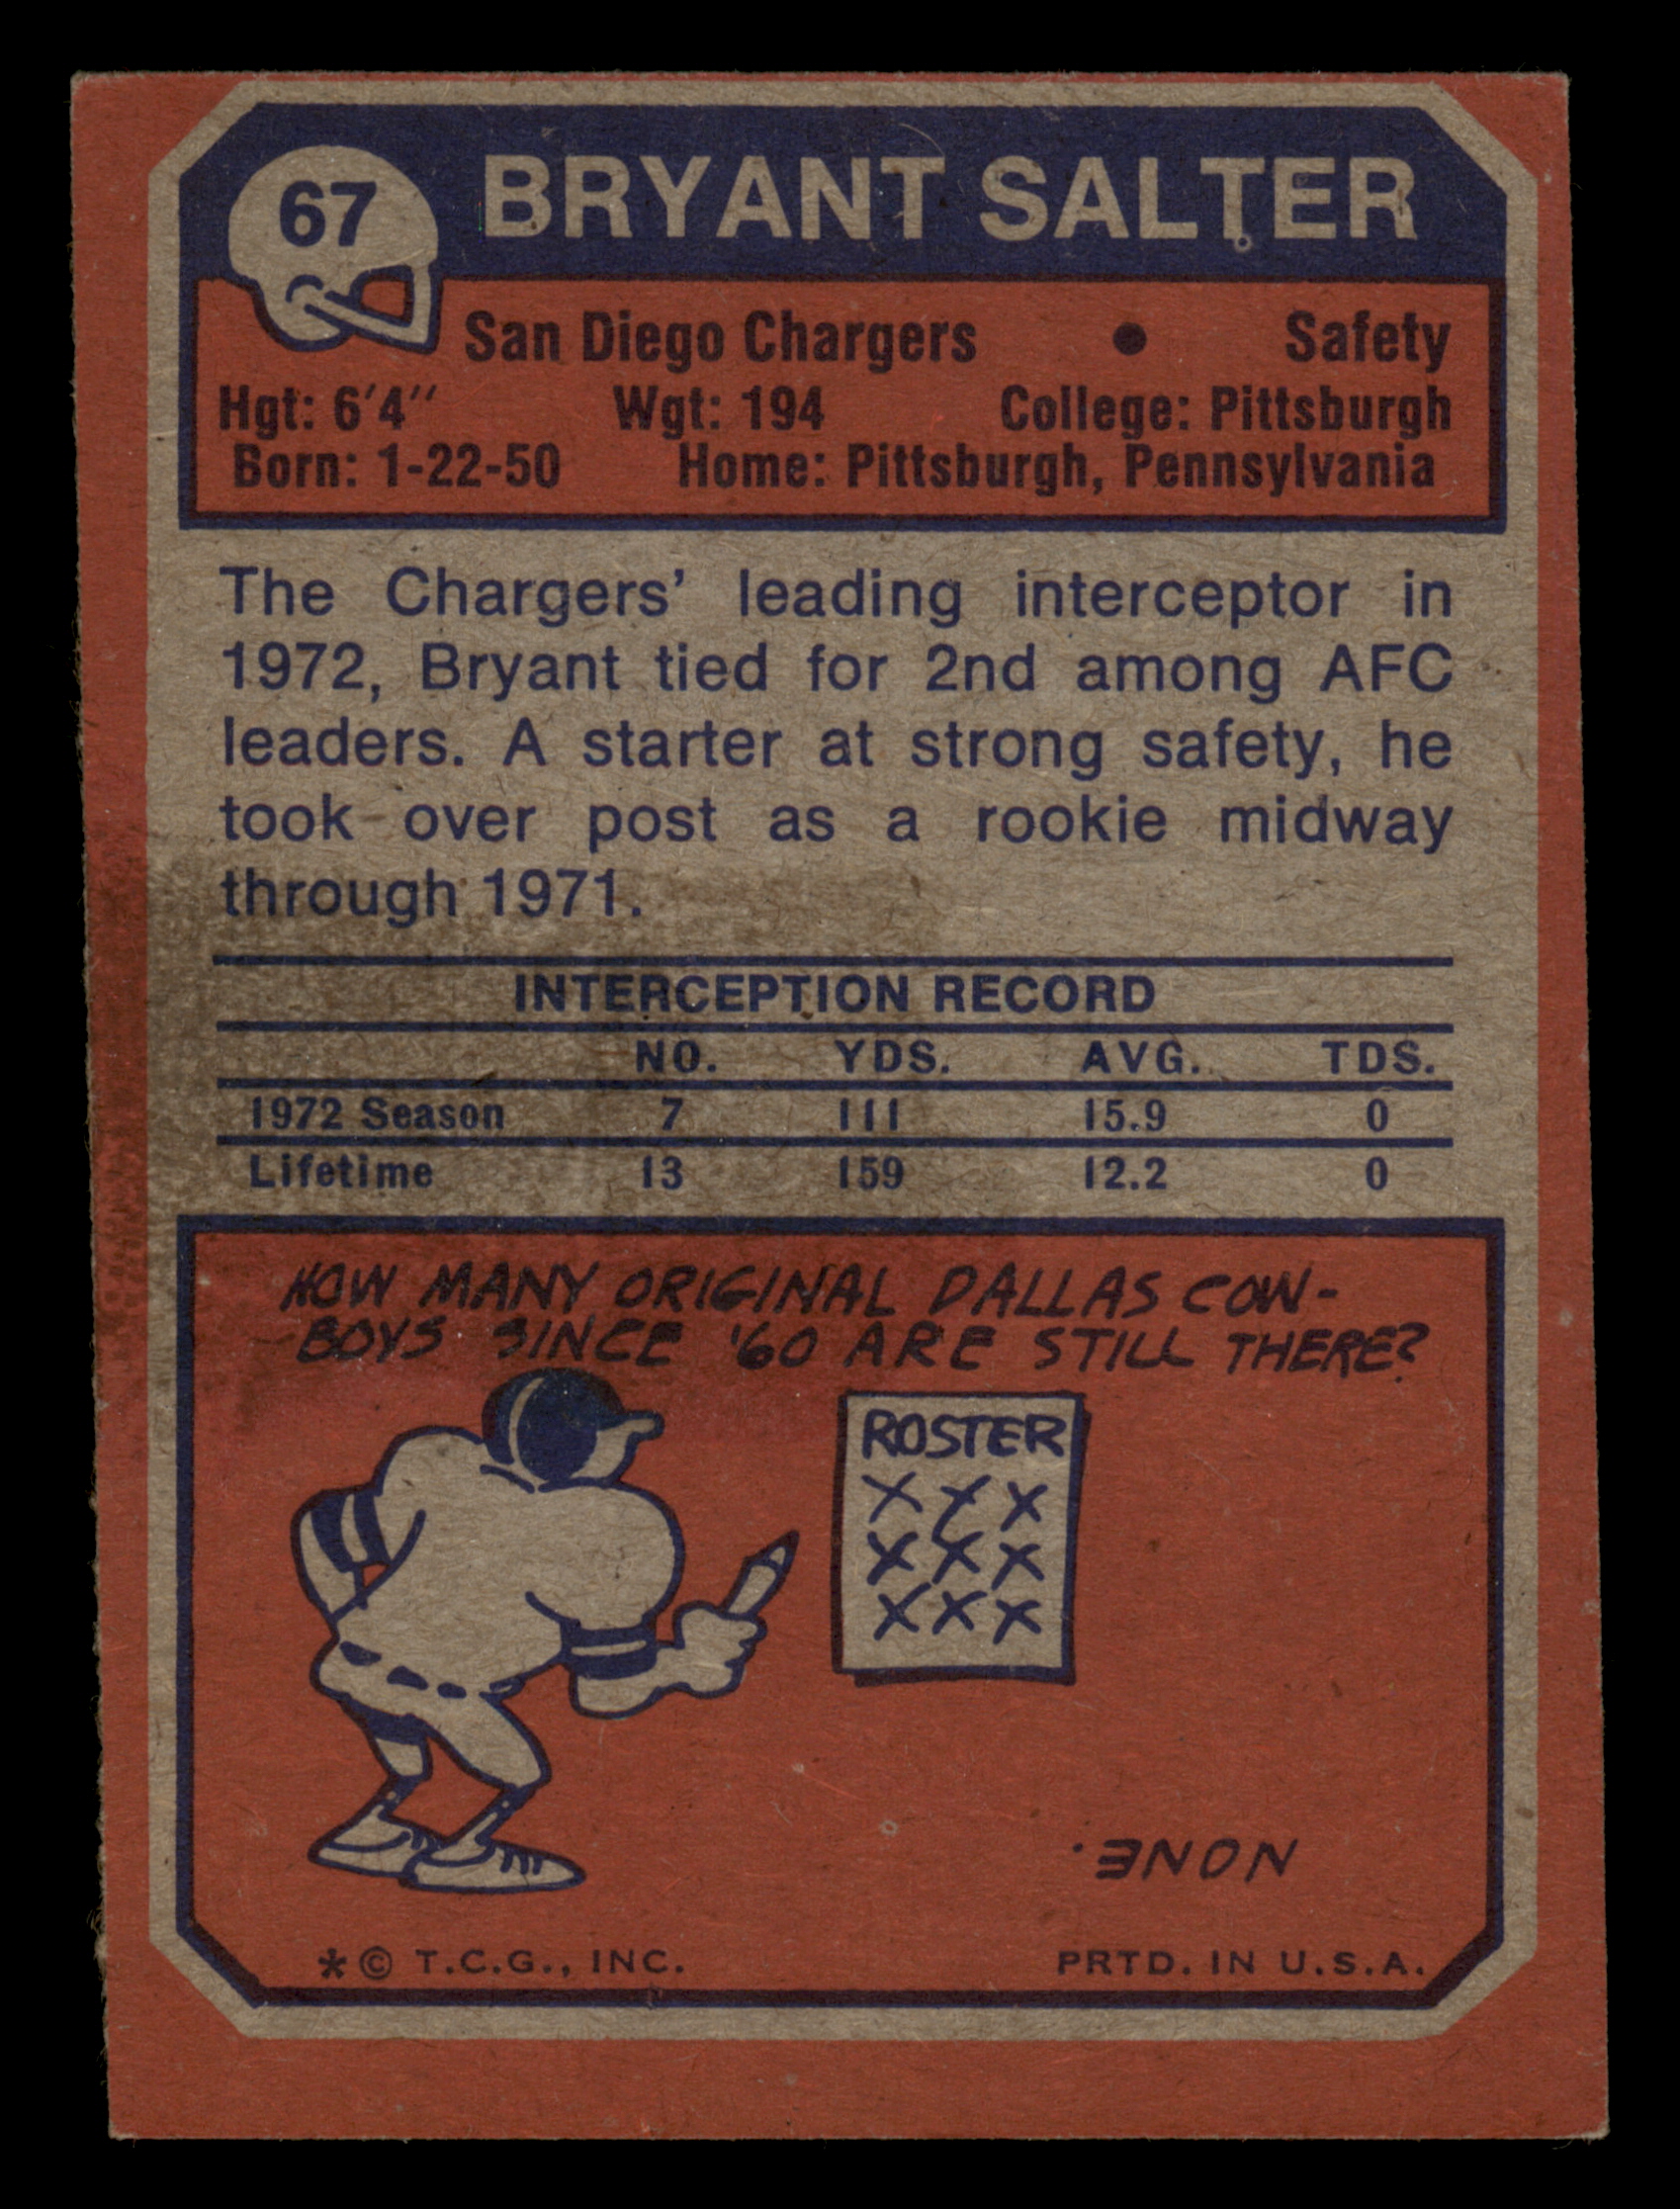 67 BRYANT SALTER
San Diego Chargers • Safety
Hgt: 6'4" Wgt: 194 College: Pittsburgh
Born: 1-22-50 Home: Pittsburgh, Pennsylvania
The Chargers' leading interceptor in
1972, Bryant tied for 2nd among AFC
leaders. A starter at strong safety, he
took over post as a rookie midway
through 1971.
INTERCEPTION RECORD
NO. YDS. AVG. TDS.
1972 Season 7 111 15.9 0
Lifetime 13 159 12.2 0
HOW MANY ORIGINAL DALLAS COW-
BOYS SINCE '60 ARE STILL THERE?
ROSTER
X X X
X X X
X X X
NONE.
*© T.C.G., INC. PRTD. IN U.S.A.